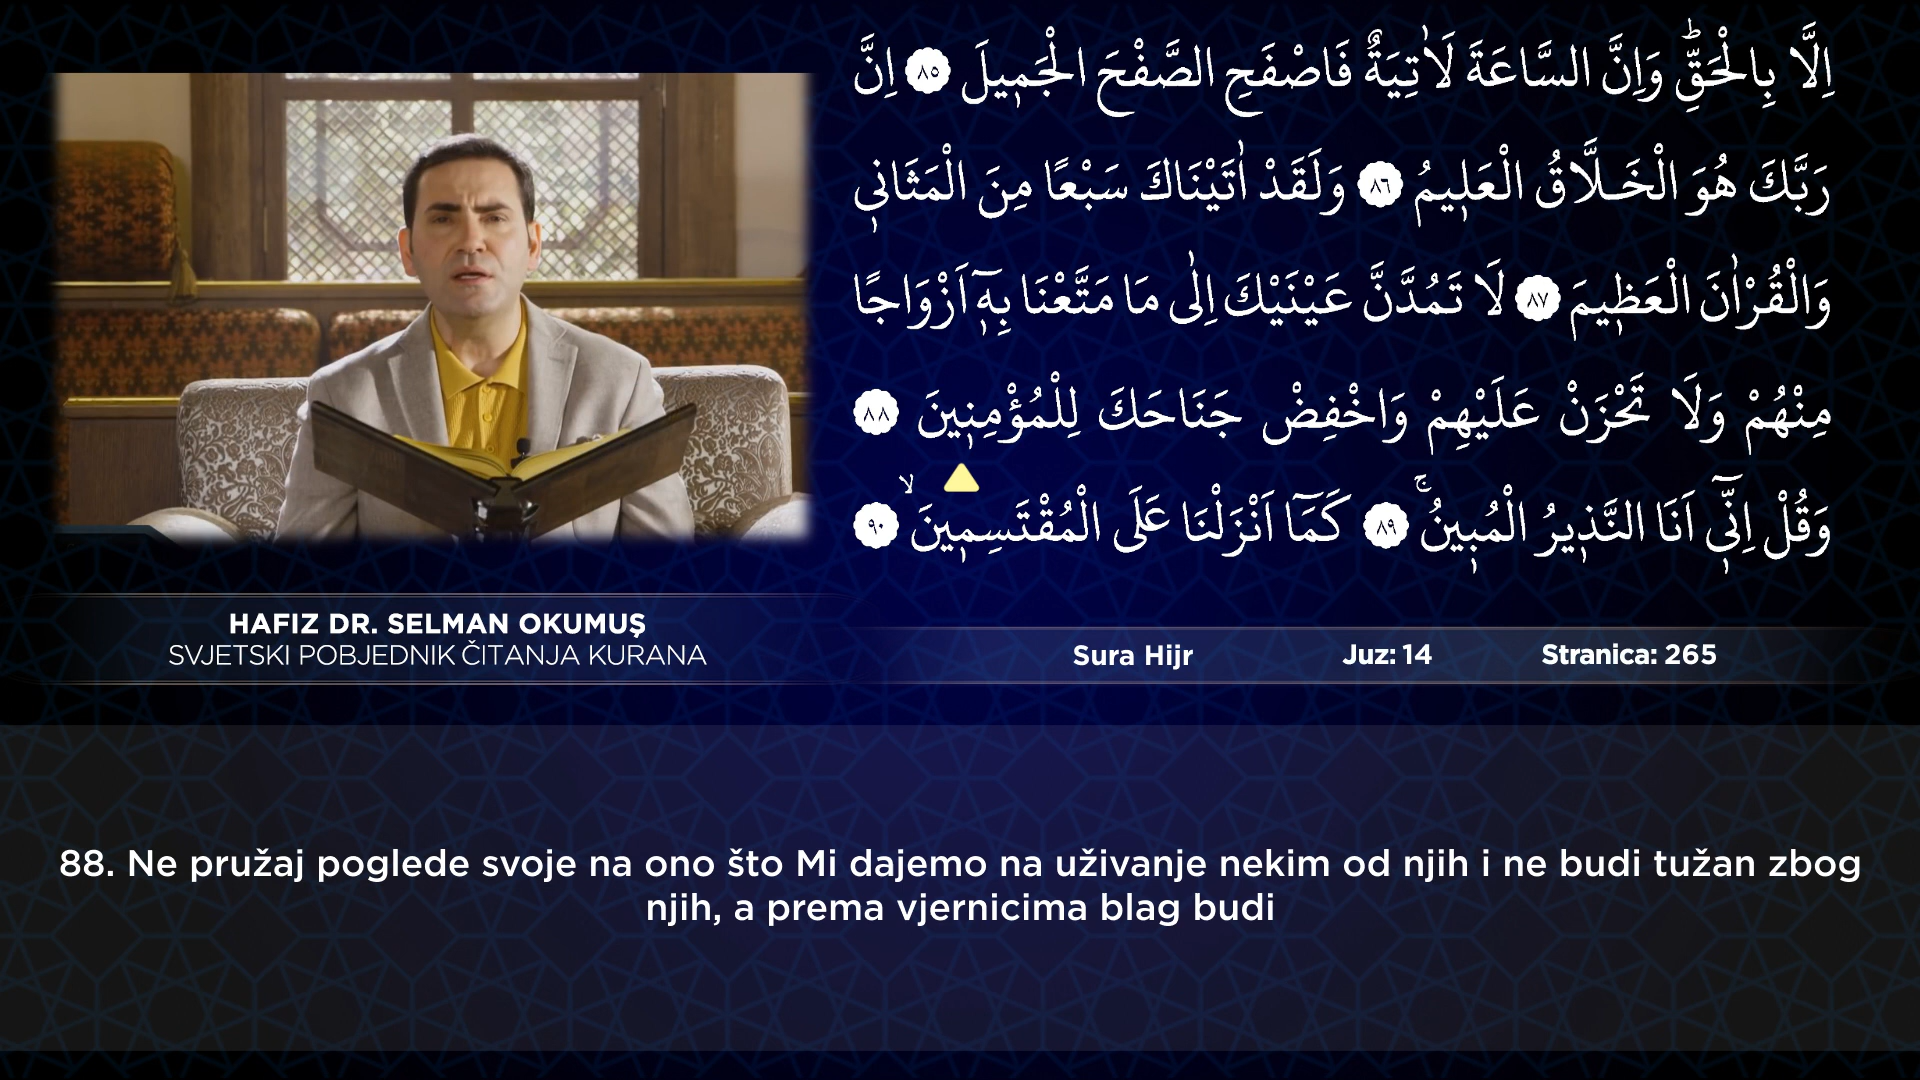 اِلَّا بِالْحَقِّۜ وَاِنَّ السَّاعَةَ لَاٰتِيَةٌ فَاصْفَحِ الصَّفْحَ الْجَم۪يلَ ٨٥ اِنَّ
رَبَّكَ هُوَ الْخَلَّاقُ الْعَل۪يمُ ٨٦ وَلَقَدْ اٰتَيْنَاكَ سَبْعًا مِنَ الْمَثَان۪ي
وَالْقُرْاٰنَ الْعَظ۪يمَ ٨٧ لَا تَمُدَّنَّ عَيْنَيْكَ اِلٰى مَا مَتَّعْنَا بِه۪ٓ اَزْوَاجًا
مِنْهُمْ وَلَا تَحْزَنْ عَلَيْهِمْ وَاخْفِضْ جَنَاحَكَ لِلْمُؤْمِن۪ينَ ٨٨
وَقُلْ اِنّ۪ٓي اَنَا النَّذ۪يرُ الْمُب۪ينُۚ ٨٩ كَمَٓا اَنْزَلْنَا عَلَى الْمُقْتَسِم۪ينَۙ ٩٠
HAFIZ DR. SELMAN OKUMUŞ
SVJETSKI POBJEDNIK ČITANJA KURANA
Sura Hijr Juz: 14 Stranica: 265
88. Ne pružaj poglede svoje na ono što Mi dajemo na uživanje nekim od njih i ne budi tužan zbog
njih, a prema vjernicima blag budi